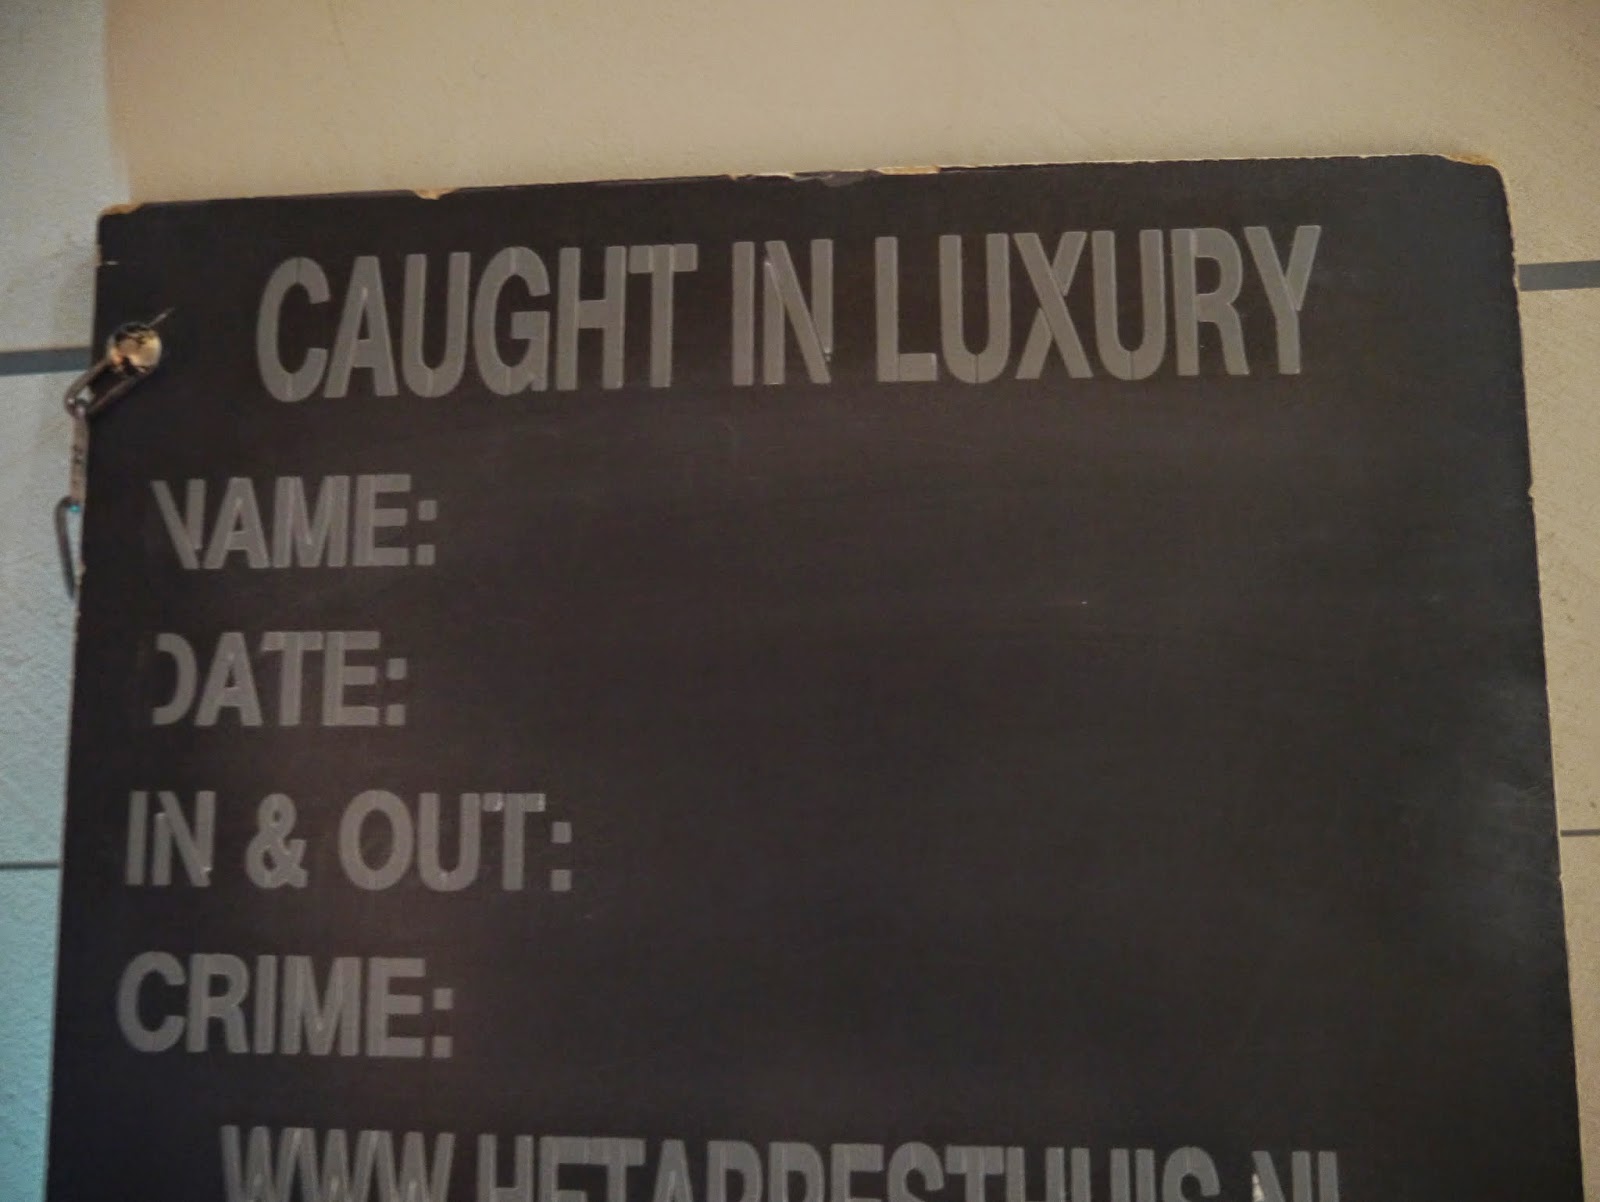 CAUGHT IN LUXURY
NAME:
DATE:
IN & OUT:
CRIME:
WWW.HETARRESTHUIS.NL